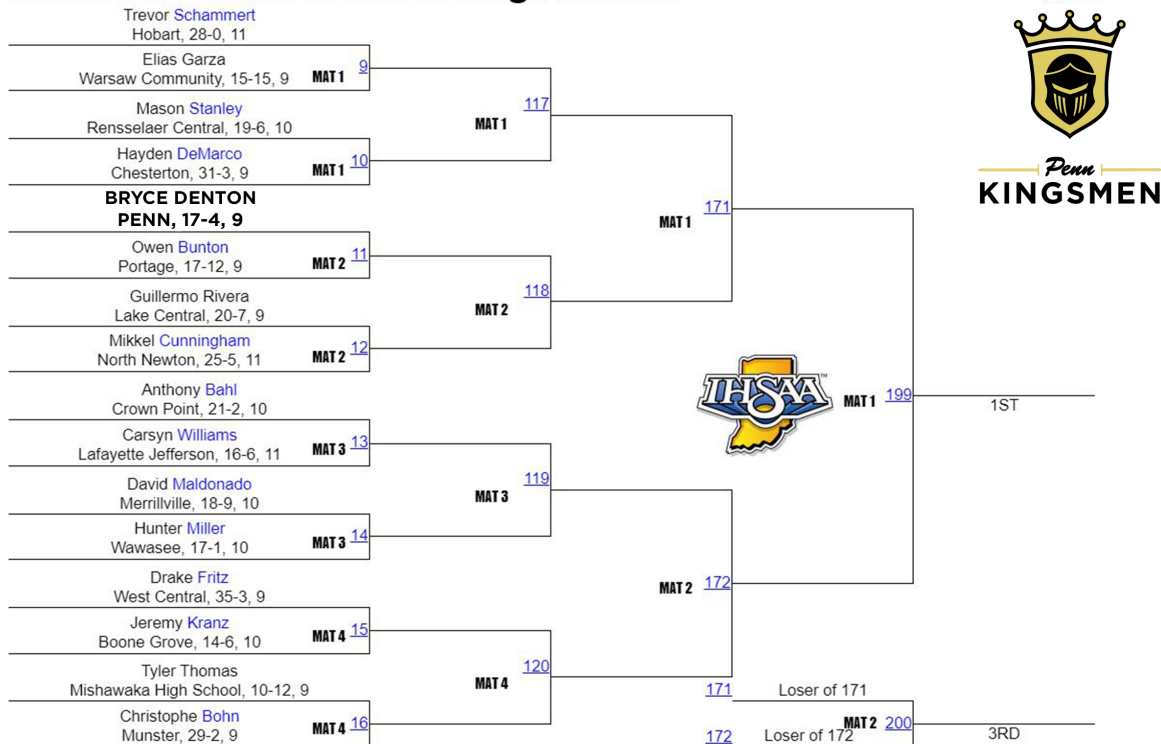 Trevor Schammert
Hobart, 28-0, 11
Elias Garza
Warsaw Community, 15-15, 9
MAT 1 9
Mason Stanley
Rensselaer Central, 19-6, 10
Hayden DeMarco
Chesterton, 31-3, 9
MAT 1 10
BRYCE DENTON
PENN, 17-4, 9
Owen Bunton
Portage, 17-12, 9
MAT 2 11
Guillermo Rivera
Lake Central, 20-7, 9
Mikkel Cunningham
North Newton, 25-5, 11
MAT 2 12
Anthony Bahl
Crown Point, 21-2, 10
Carsyn Williams
Lafayette Jefferson, 16-6, 11
MAT 3 13
David Maldonado
Merrillville, 18-9, 10
Hunter Miller
Wawasee, 17-1, 10
MAT 3 14
Drake Fritz
West Central, 35-3, 9
Jeremy Kranz
Boone Grove, 14-6, 10
MAT 4 15
Tyler Thomas
Mishawaka High School, 10-12, 9
Christophe Bohn
Munster, 29-2, 9
MAT 4 16
MAT 1 117
MAT 2 118
MAT 3 119
MAT 4 120
MAT 1 171
MAT 2 172
IHSAA™
MAT 1 199
1ST
171 Loser of 171
172 Loser of 172
MAT 2 200
3RD
Penn
KINGSMEN